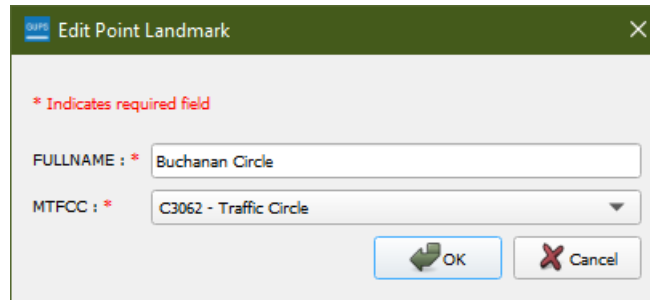 GUPS Edit Point Landmark
* Indicates required field
FULLNAME : * Buchanan Circle
MTFCC : * C3062 - Traffic Circle
OK Cancel